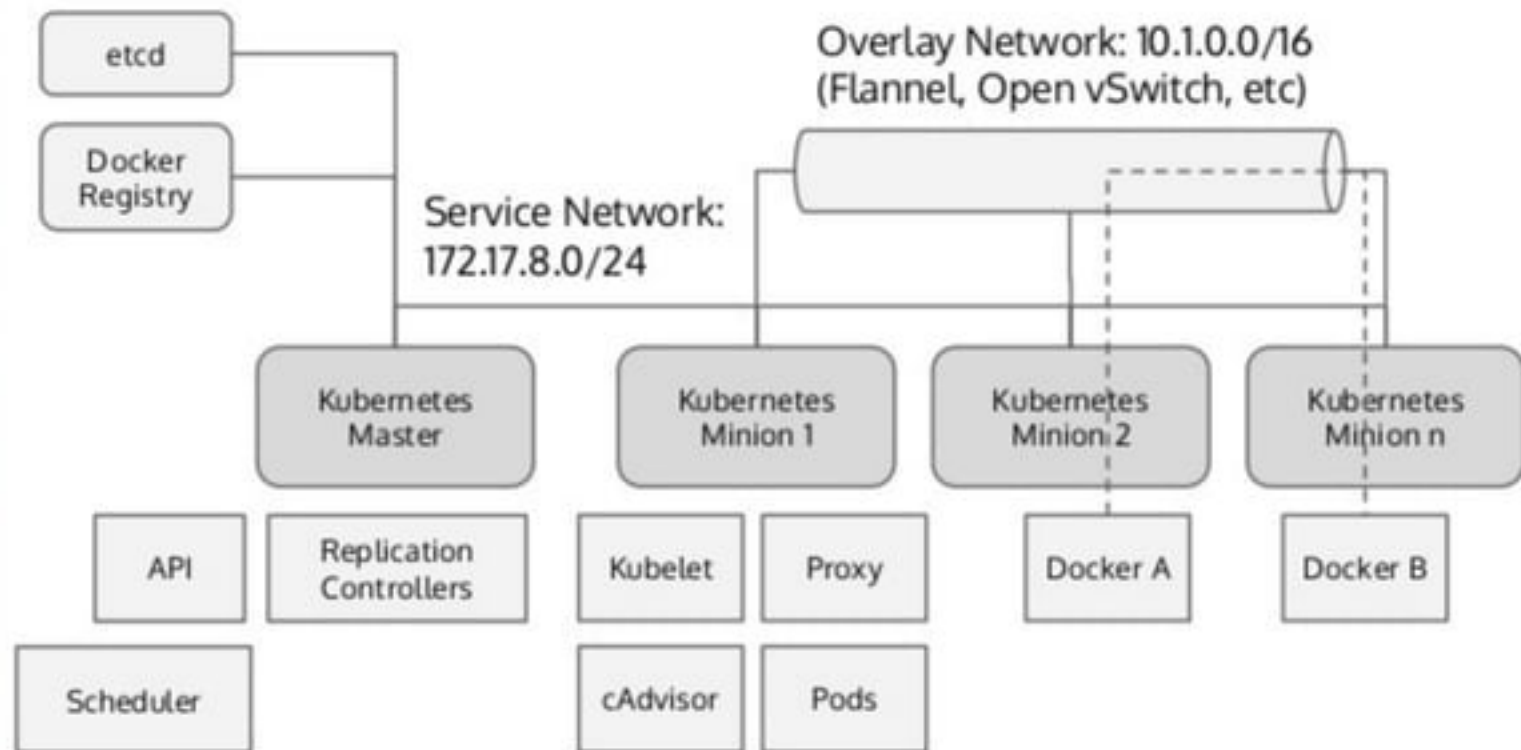 etcd
Overlay Network: 10.1.0.0/16
(Flannel, Open vSwitch, etc)
Docker
Registry
Service Network:
172.17.8.0/24
Kubernetes
Master
Kubernetes
Minion 1
Kubernetes
Minion 2
Kubernetes
Minion n
API
Replication
Controllers
Kubelet
Proxy
Docker A
Docker B
Scheduler
cAdvisor
Pods